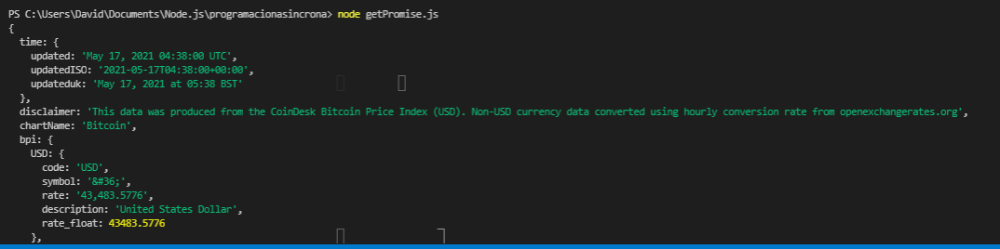 PS C:\Users\David\Documents\Node.js\programacionasincrona> node getPromise.js
{
  time: {
    updated: 'May 17, 2021 04:38:00 UTC',
    updatedISO: '2021-05-17T04:38:00+00:00',
    updateduk: 'May 17, 2021 at 05:38 BST'
  },
  disclaimer: 'This data was produced from the CoinDesk Bitcoin Price Index (USD). Non-USD currency data converted using hourly conversion rate from openexchangerates.org',
  chartName: 'Bitcoin',
  bpi: {
    USD: {
      code: 'USD',
      symbol: '&#36;',
      rate: '43,483.5776',
      description: 'United States Dollar',
      rate_float: 43483.5776
    },